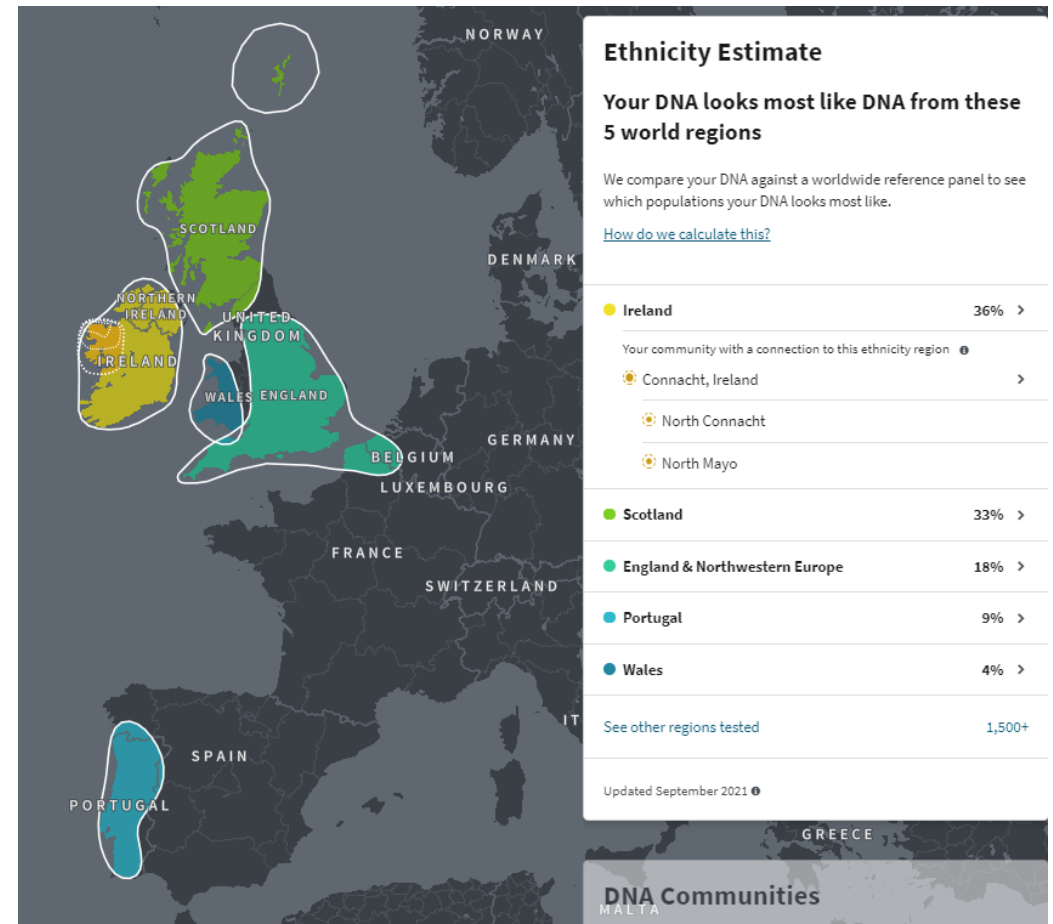 NORWAY
SCOTLAND
DENMARK
NORTHERN
IRELAND
UNITED
KINGDOM
IRELAND
WALES
ENGLAND
GERMANY
BELGIUM
LUXEMBOURG
FRANCE
SWITZERLAND
IT
SPAIN
PORTUGAL
GREECE
MALTA
Ethnicity Estimate
Your DNA looks most like DNA from these
5 world regions
We compare your DNA against a worldwide reference panel to see
which populations your DNA looks most like.
How do we calculate this?
Ireland 36% >
Your community with a connection to this ethnicity region
Connacht, Ireland >
North Connacht
North Mayo
Scotland 33% >
England & Northwestern Europe 18% >
Portugal 9% >
Wales 4% >
See other regions tested 1,500+
Updated September 2021
DNA Communities